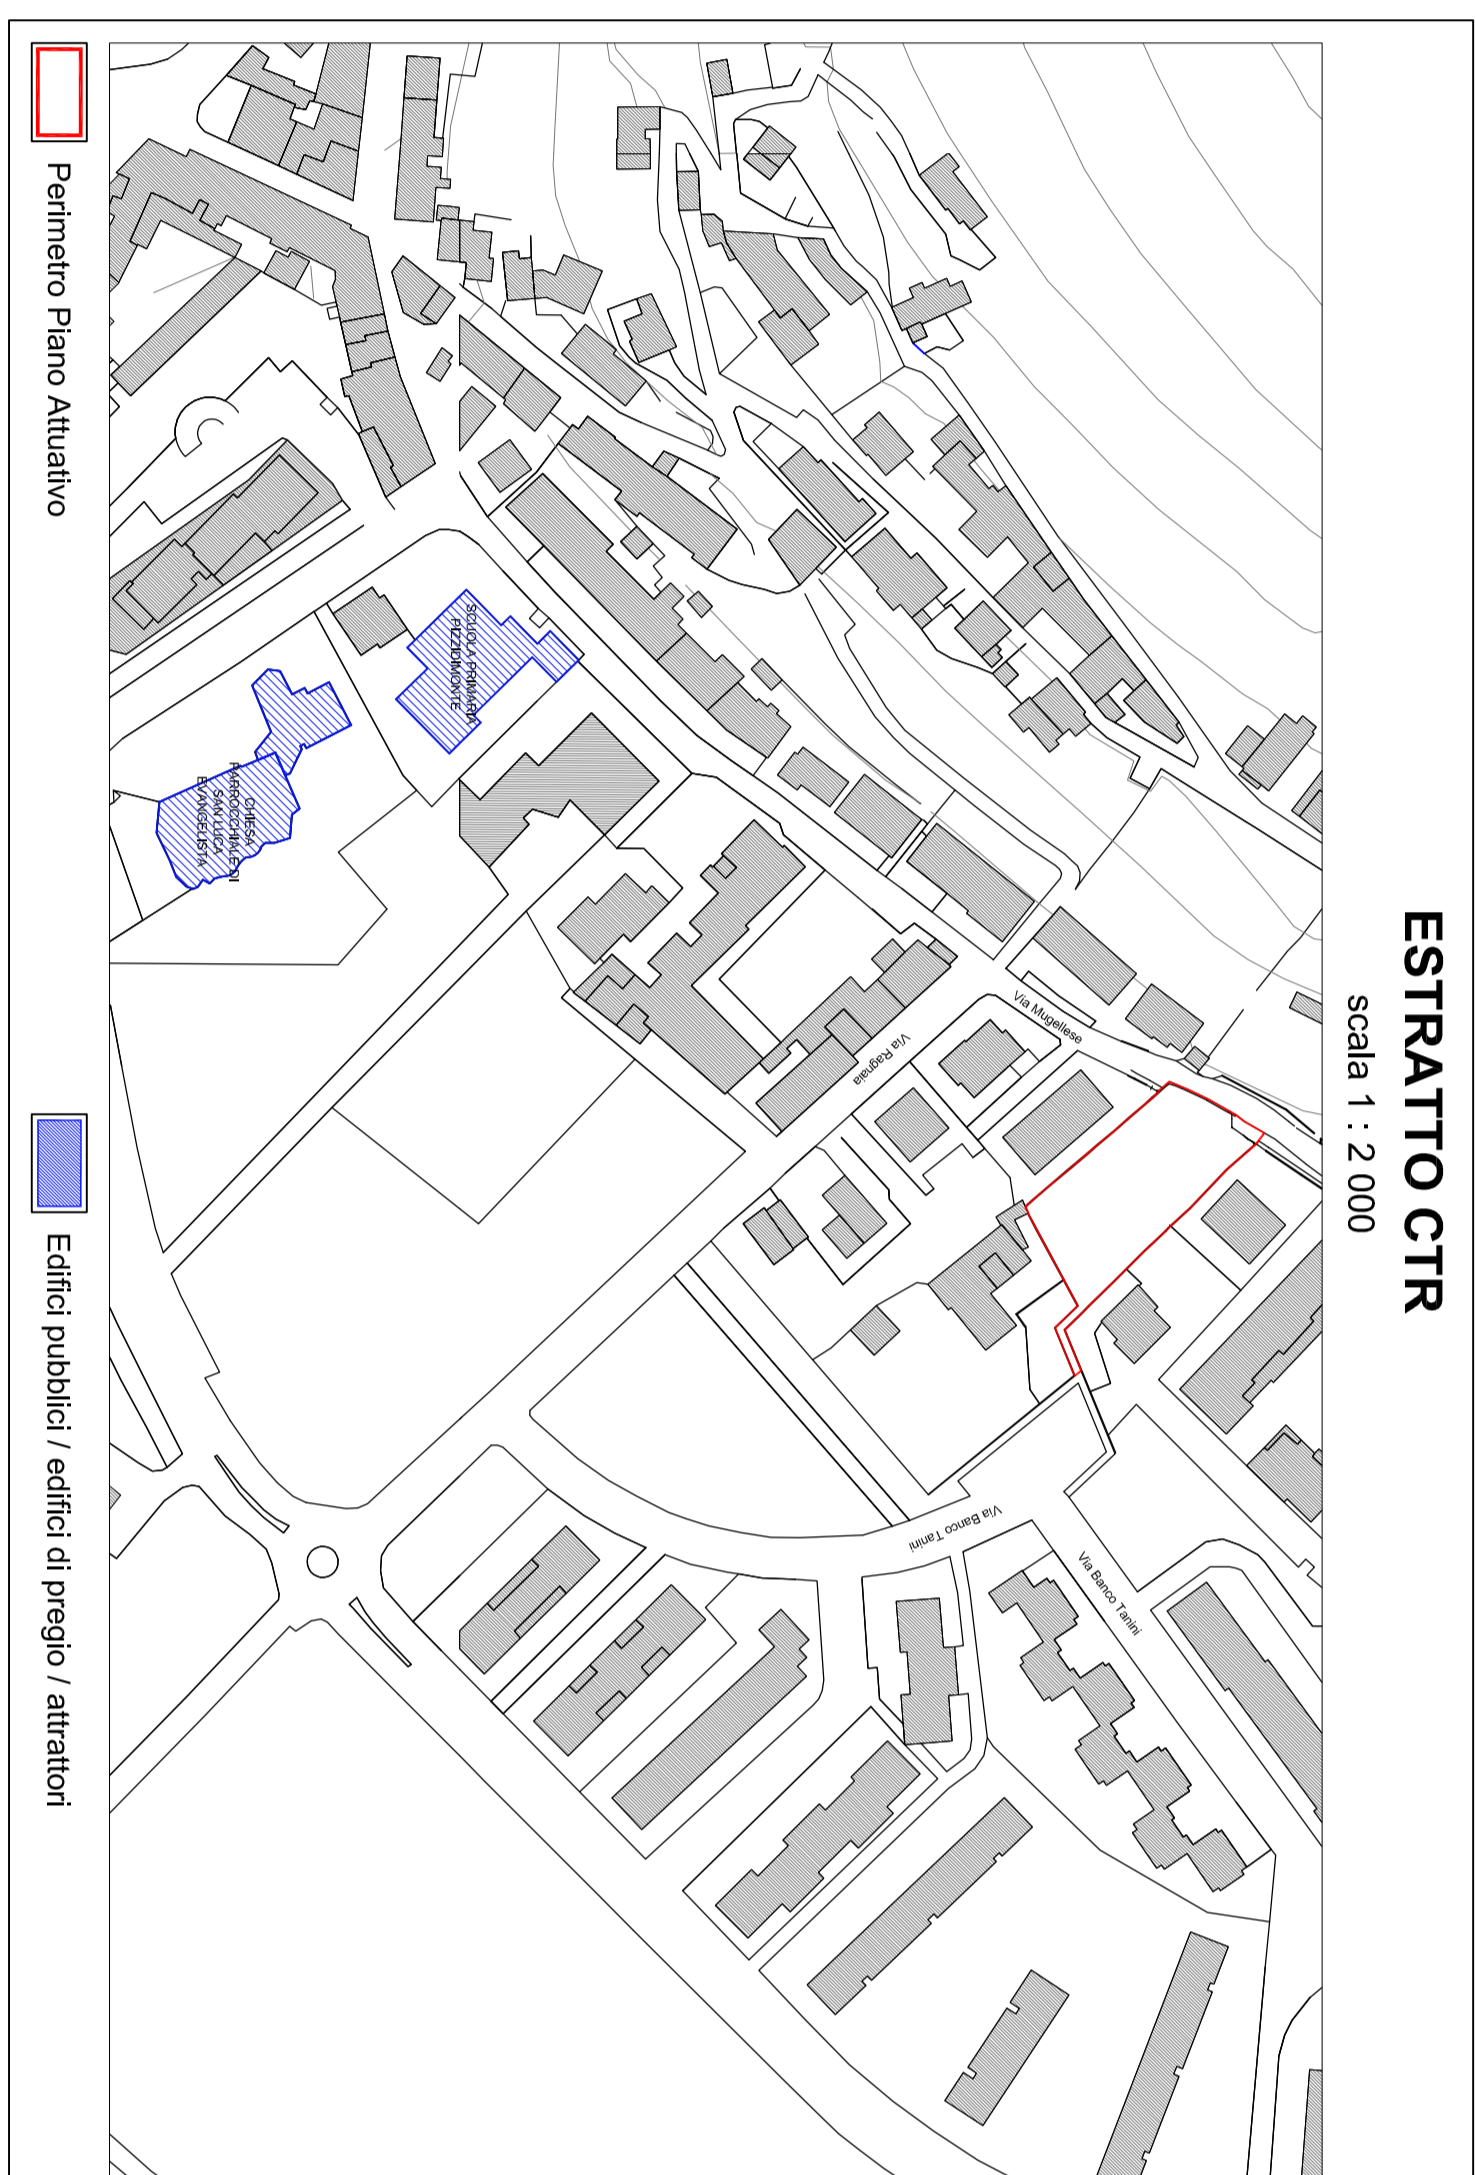 ESTRATTO CTR
scala 1 : 2 000
Via Mugellese
Via Ragnaia
SCUOLA PRIMARIA
PIZZIDIMONTE
CHIESA
PARROCCHIALE DI
SAN LUCA
EVANGELISTA
Via Banco Tanini
Via Banco Tanini
Perimetro Piano Attuativo
Edifici pubblici / edifici di pregio / attrattori